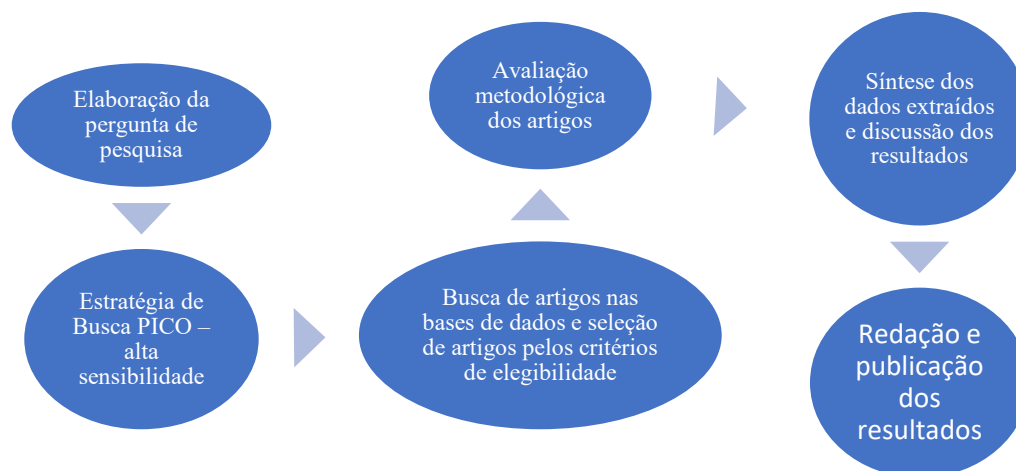 Elaboração da
pergunta de
pesquisa
Estratégia de
Busca PICO –
alta
sensibilidade
Busca de artigos nas
bases de dados e seleção
de artigos pelos critérios
de elegibilidade
Avaliação
metodológica
dos artigos
Síntese dos
dados extraídos
e discussão dos
resultados
Redação e
publicação
dos
resultados